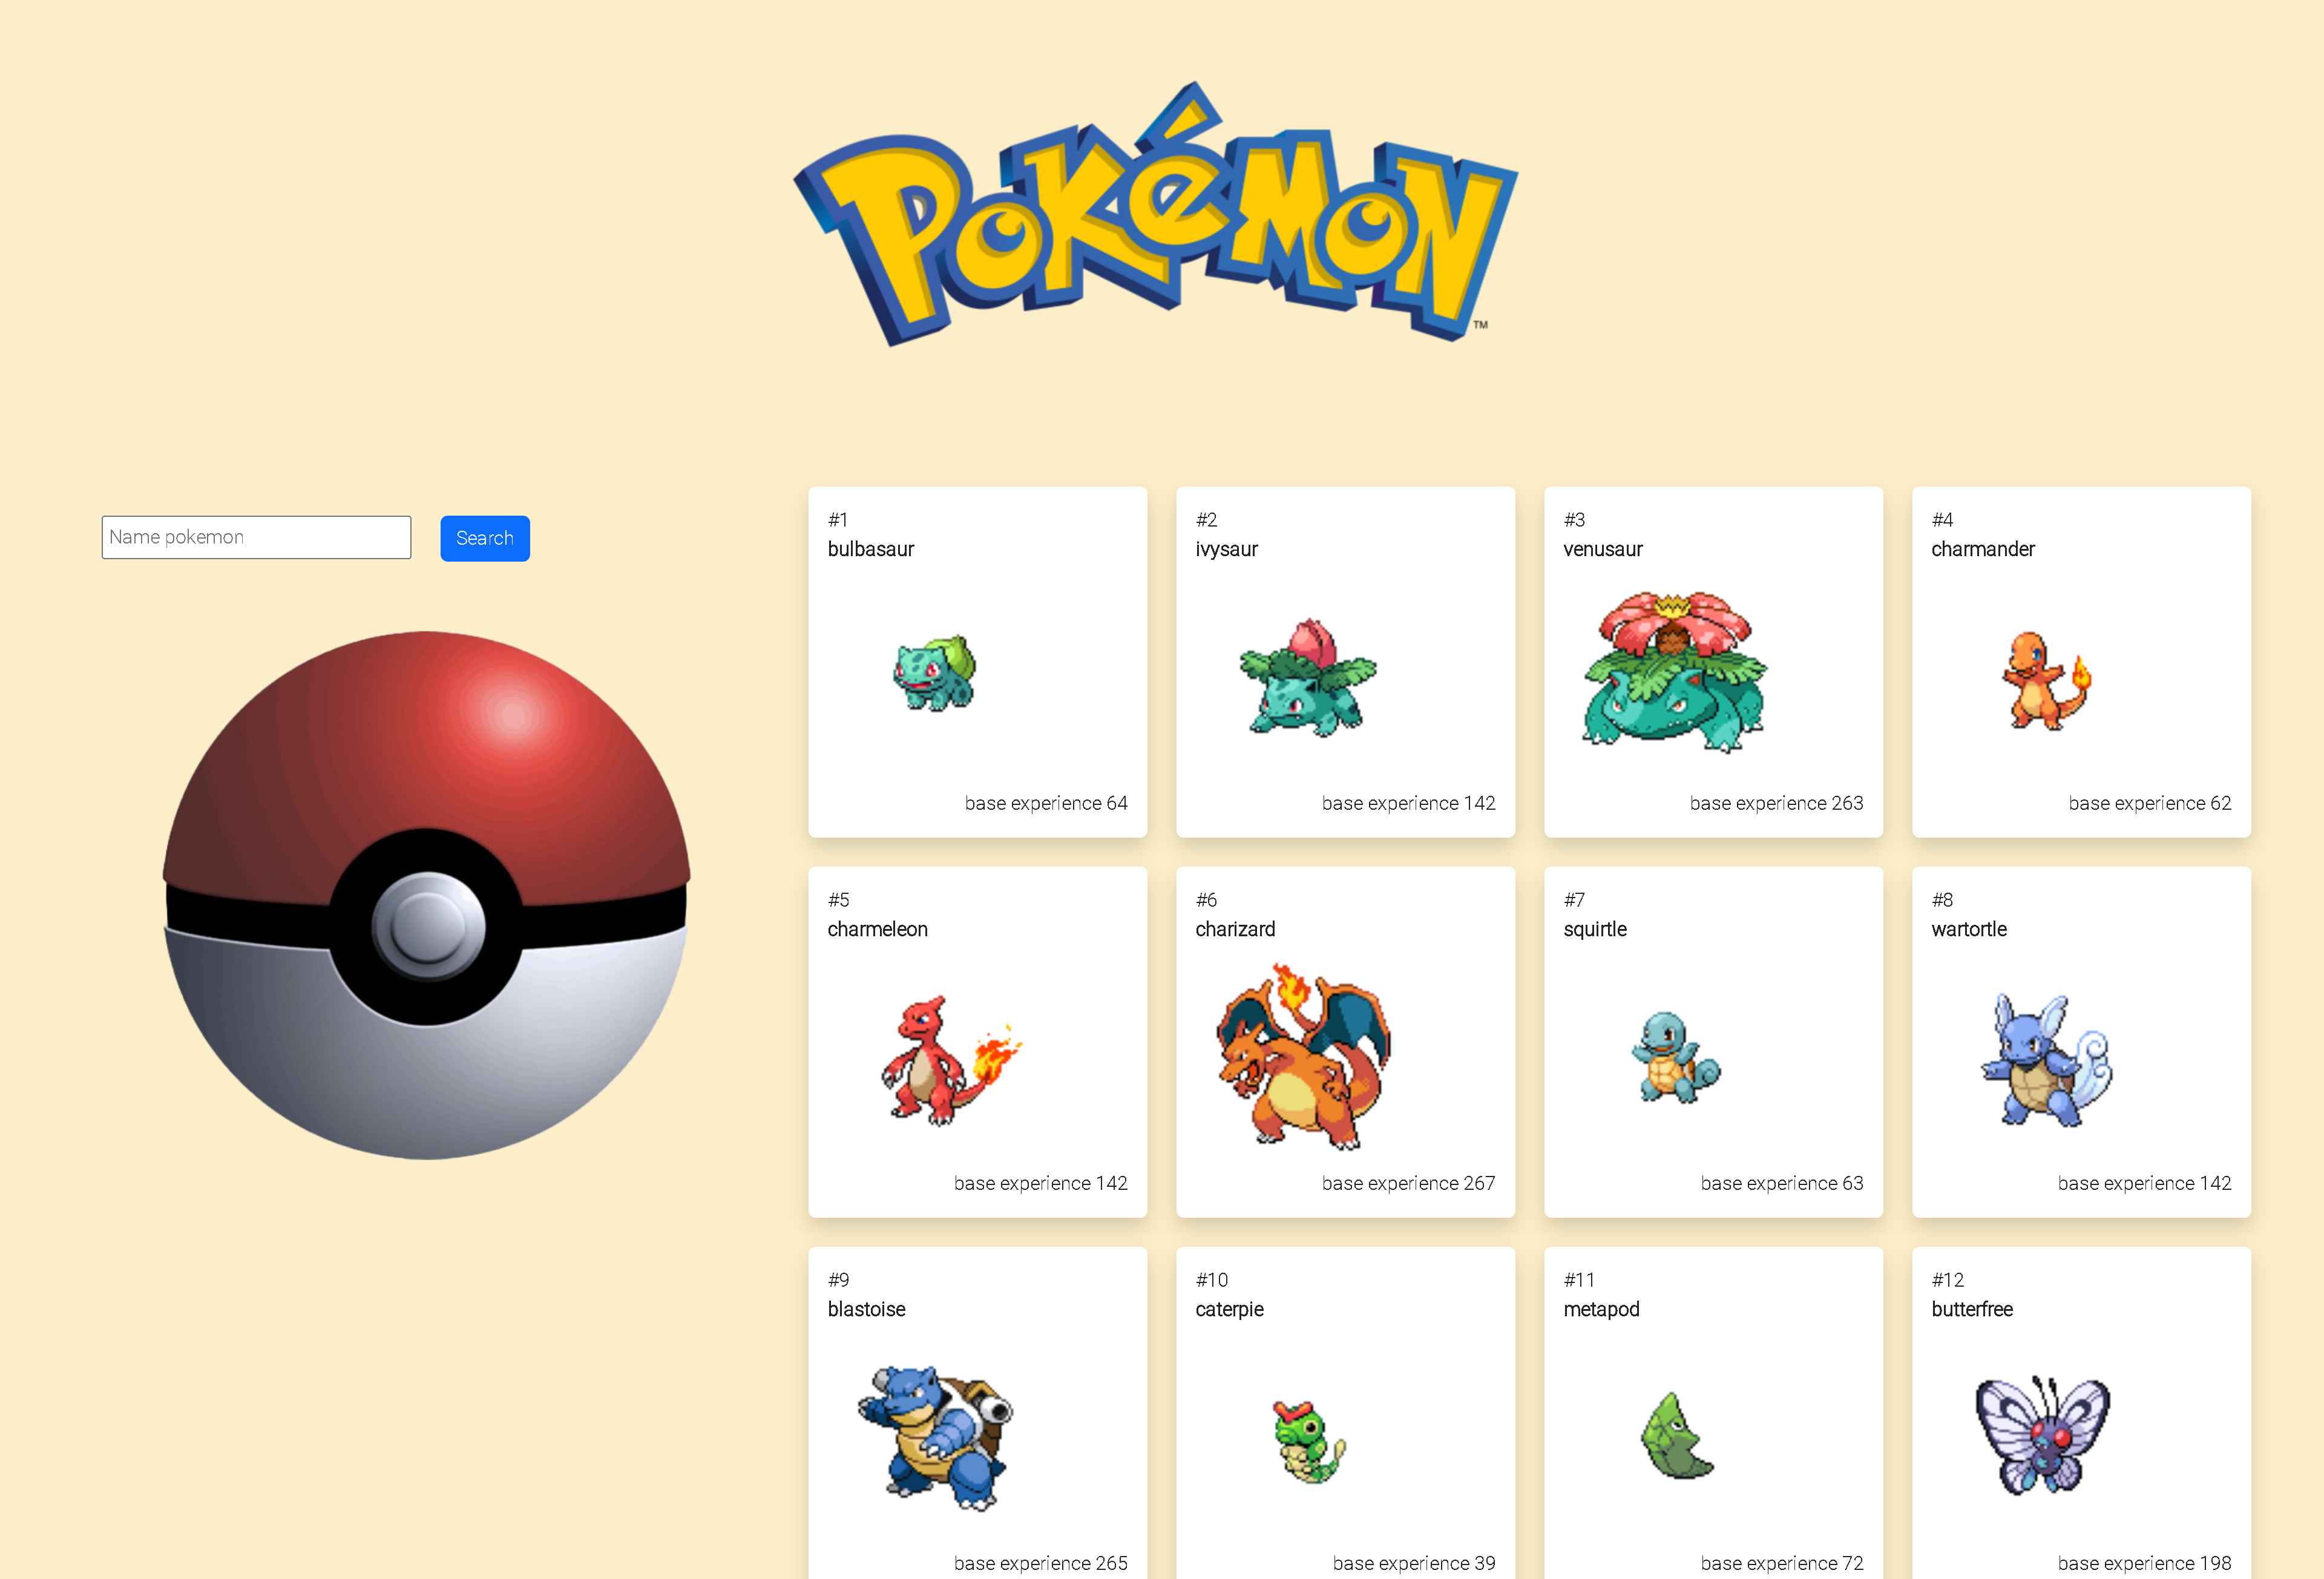 POKéMON
TM
Name pokemon
Search
#1
bulbasaur
base experience 64
#2
ivysaur
base experience 142
#3
venusaur
base experience 263
#4
charmander
base experience 62
#5
charmeleon
base experience 142
#6
charizard
base experience 267
#7
squirtle
base experience 63
#8
wartortle
base experience 142
#9
blastoise
base experience 265
#10
caterpie
base experience 39
#11
metapod
base experience 72
#12
butterfree
base experience 198